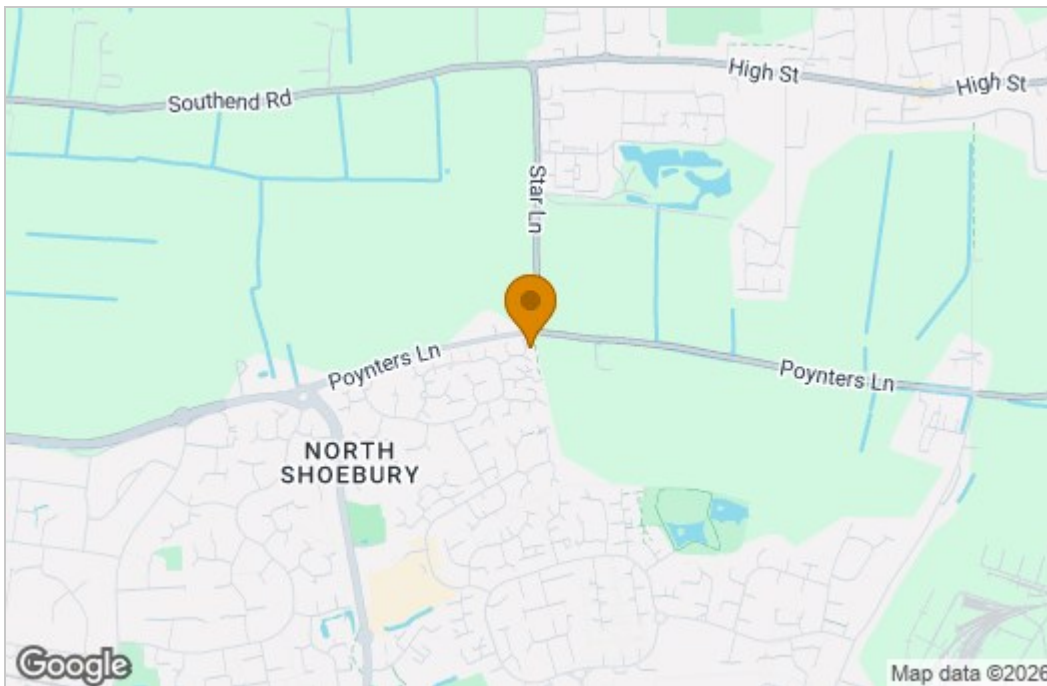 High St
High St
Southend Rd
Star Ln
Poynters Ln
Poynters Ln
NORTH
SHOEBURY
Google
Map data ©2026